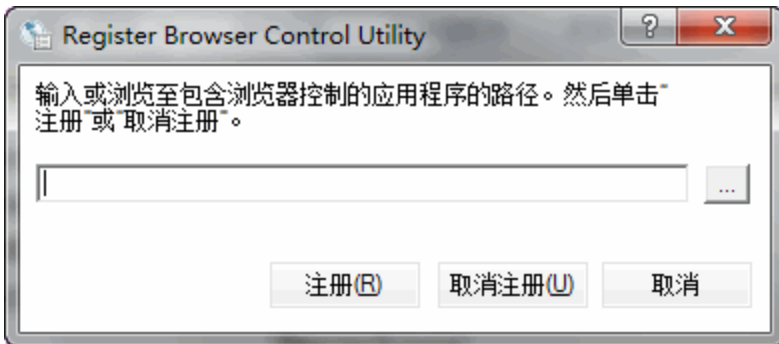 Register Browser Control Utility
?
X
输入或浏览至包含浏览器控制的应用程序的路径。然后单击"
注册"或"取消注册"。
...
注册(R)
取消注册(U)
取消